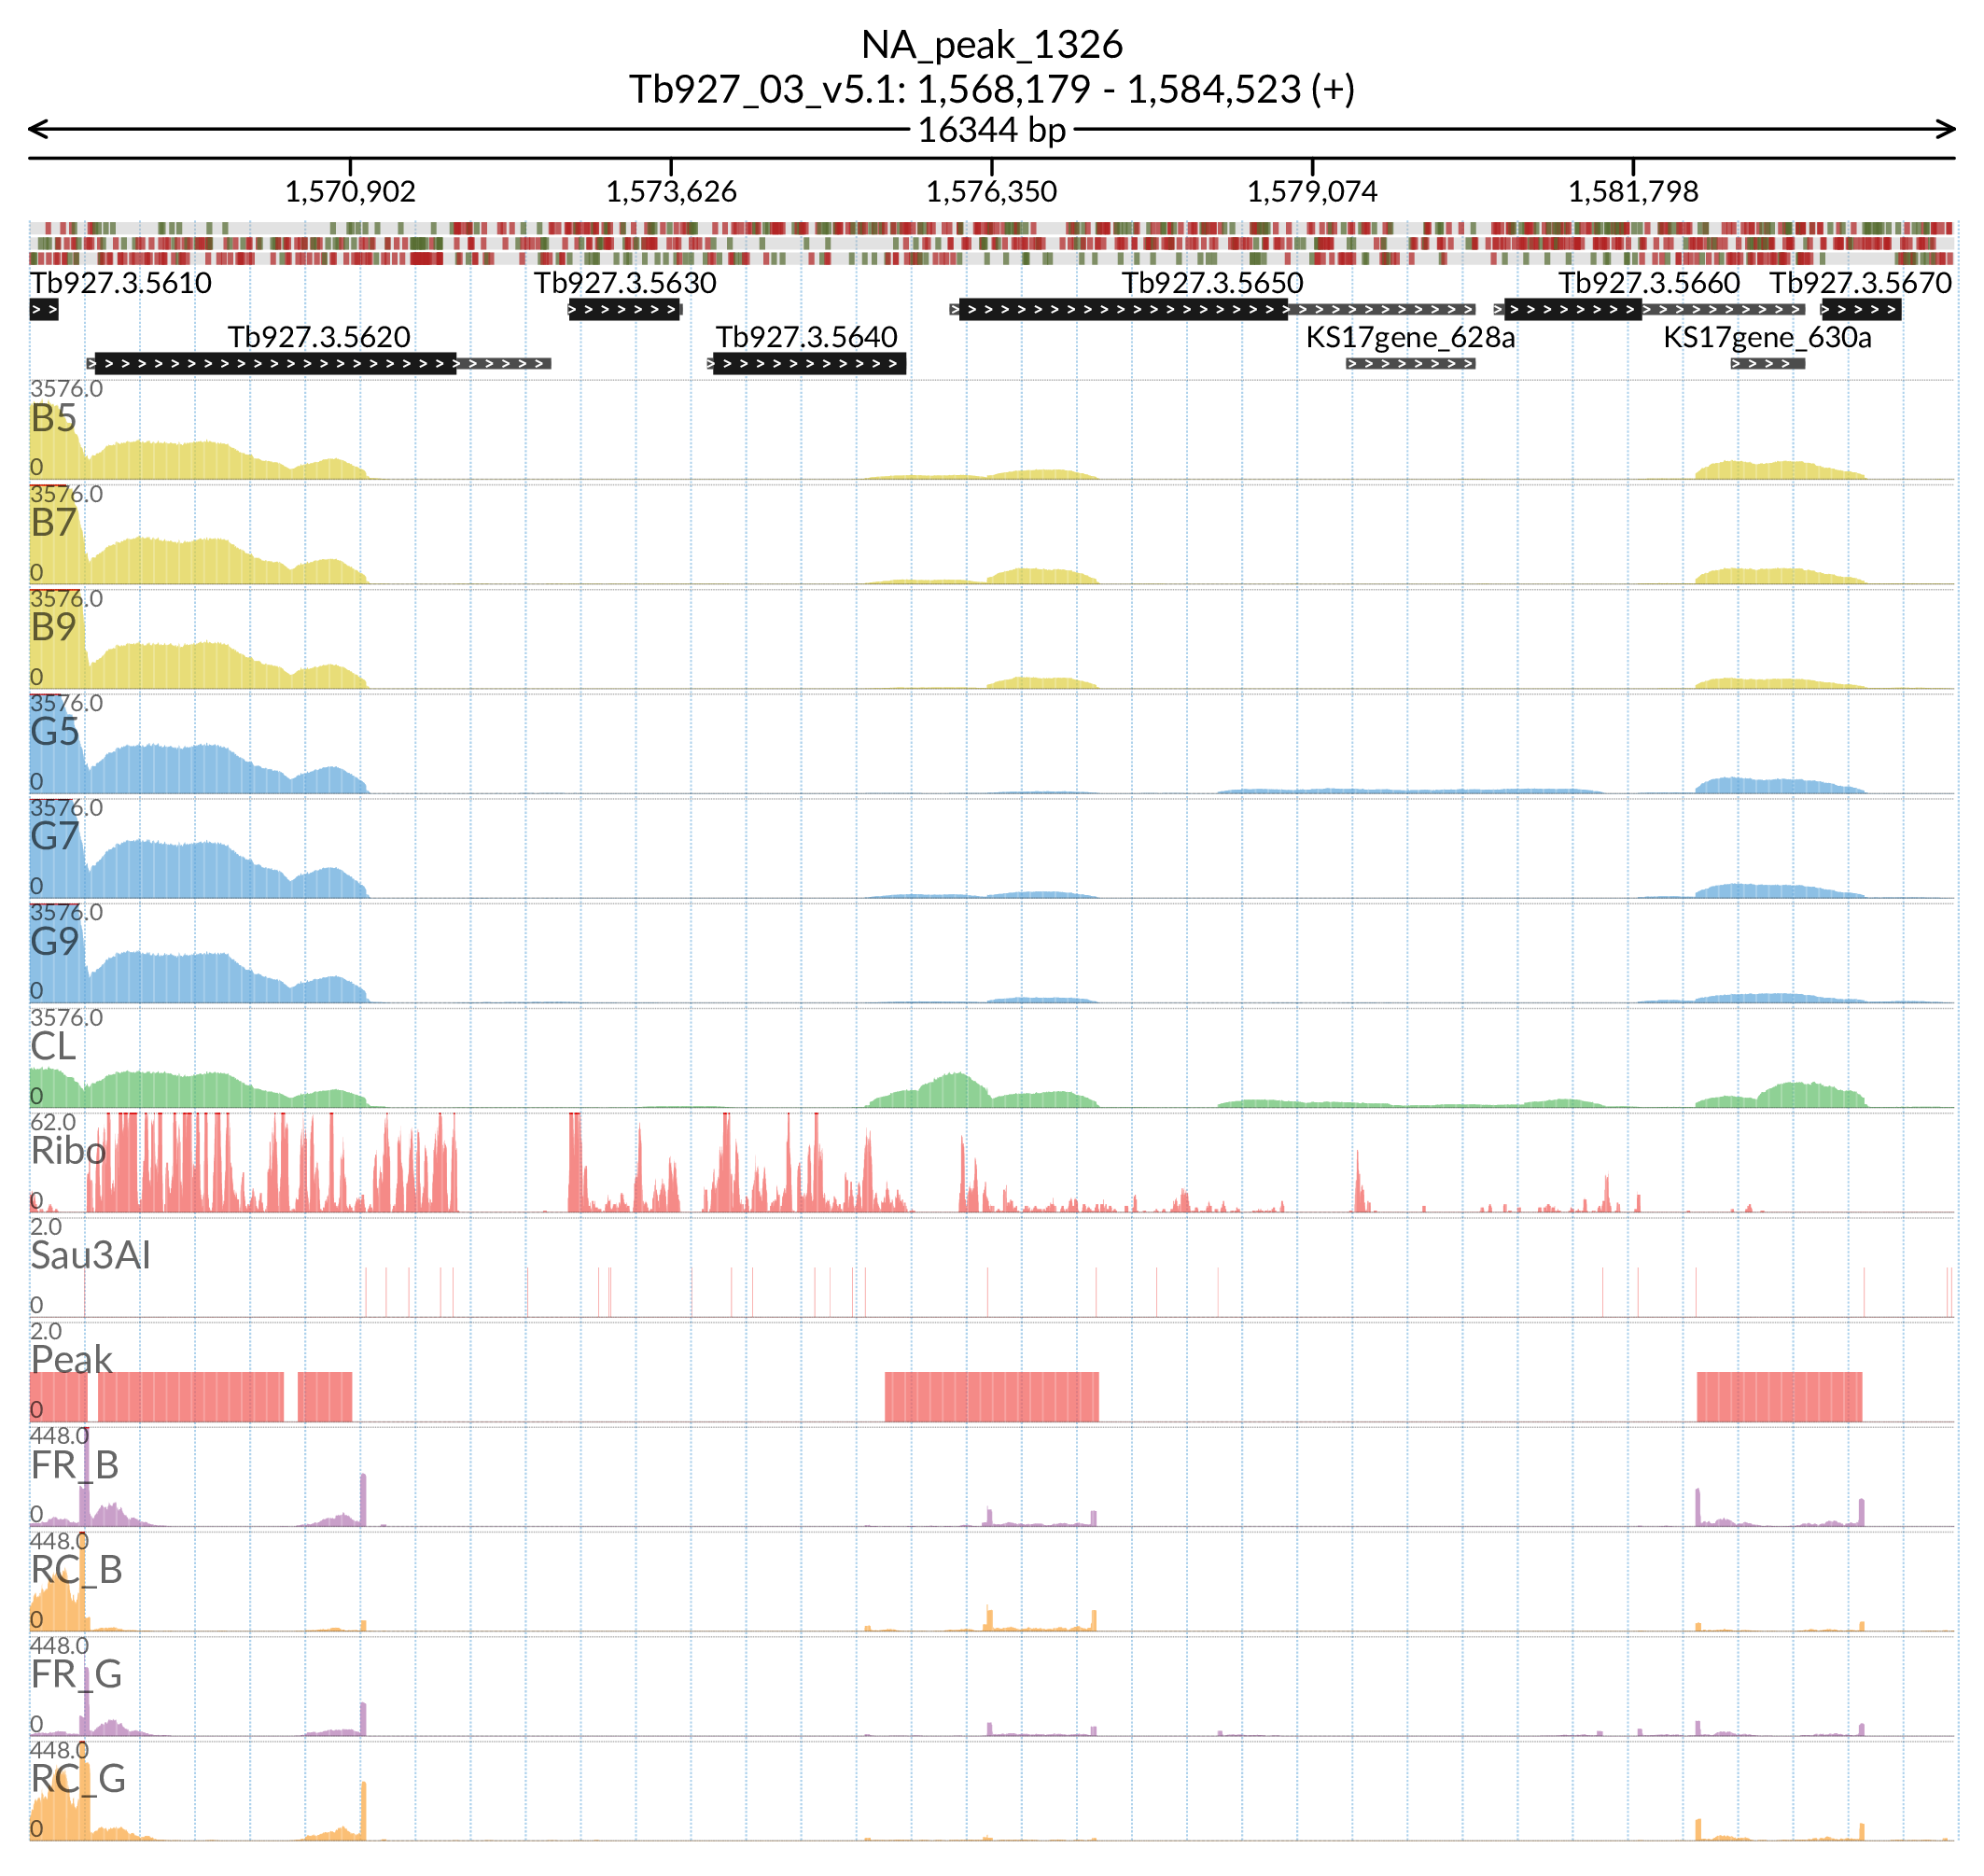 NA_peak_1326
Tb927_03_v5.1: 1,568,179 - 1,584,523 (+)
16344 bp
1,570,902 1,573,626 1,576,350 1,579,074 1,581,798
Tb927.3.5610 Tb927.3.5630 Tb927.3.5650 Tb927.3.5660 Tb927.3.5670
Tb927.3.5620 Tb927.3.5640 KS17gene_628a KS17gene_630a
3576.0
B5
0
3576.0
B7
0
3576.0
B9
0
3576.0
G5
0
3576.0
G7
0
3576.0
G9
0
3576.0
CL
0
62.0
Ribo
0
2.0
Sau3AI
0
2.0
Peak
0
448.0
FR_B
0
448.0
RC_B
0
448.0
FR_G
0
448.0
RC_G
0